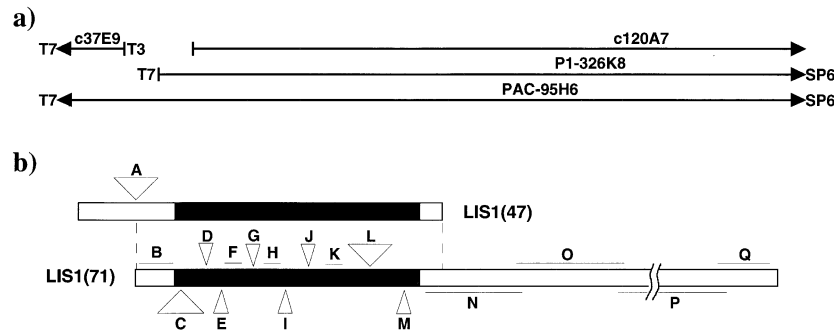 a)
T7 c37E9 T3 c120A7
T7 P1-326K8 SP6
T7 PAC-95H6 SP6
b)
A
LIS1(47)
B D F G H J K L O Q
LIS1(71)
C E I M N P